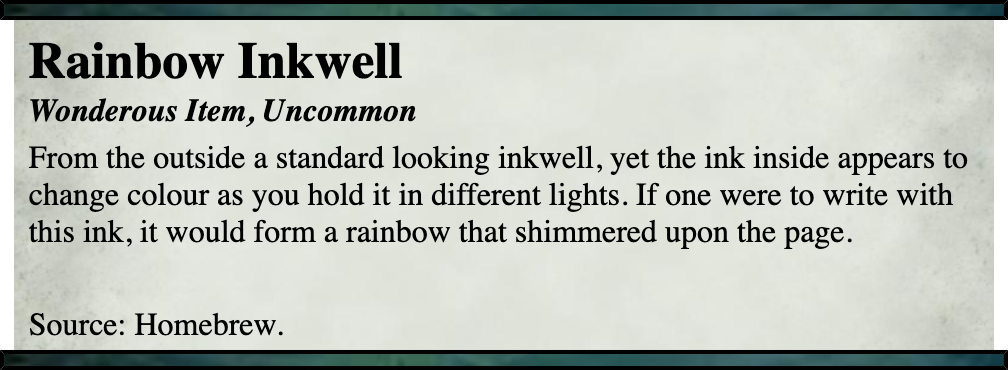 Rainbow Inkwell
Wonderous Item, Uncommon
From the outside a standard looking inkwell, yet the ink inside appears to
change colour as you hold it in different lights. If one were to write with
this ink, it would form a rainbow that shimmered upon the page.
Source: Homebrew.